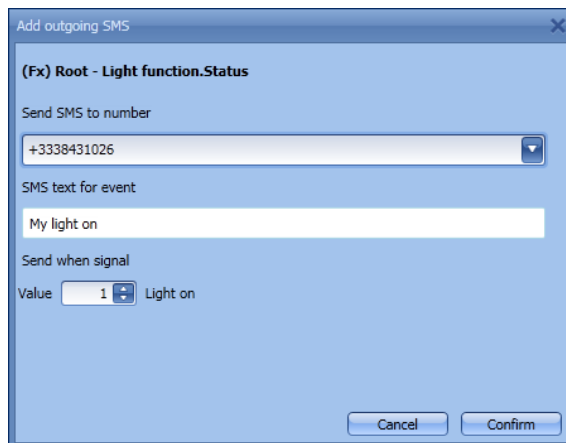 Add outgoing SMS
(Fx) Root - Light function.Status
Send SMS to number
+3338431026
SMS text for event
My light on
Send when signal
Value 1 Light on
Cancel Confirm